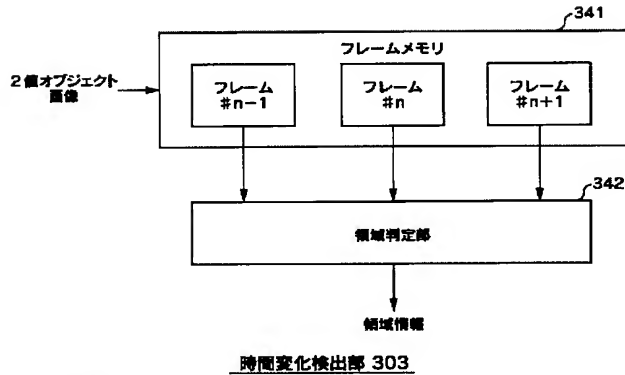 341
フレームメモリ
2値オブジェクト
画像
フレーム
#n-1
フレーム
#n
フレーム
#n+1
342
領域判定部
領域情報
時間変化検出部 303